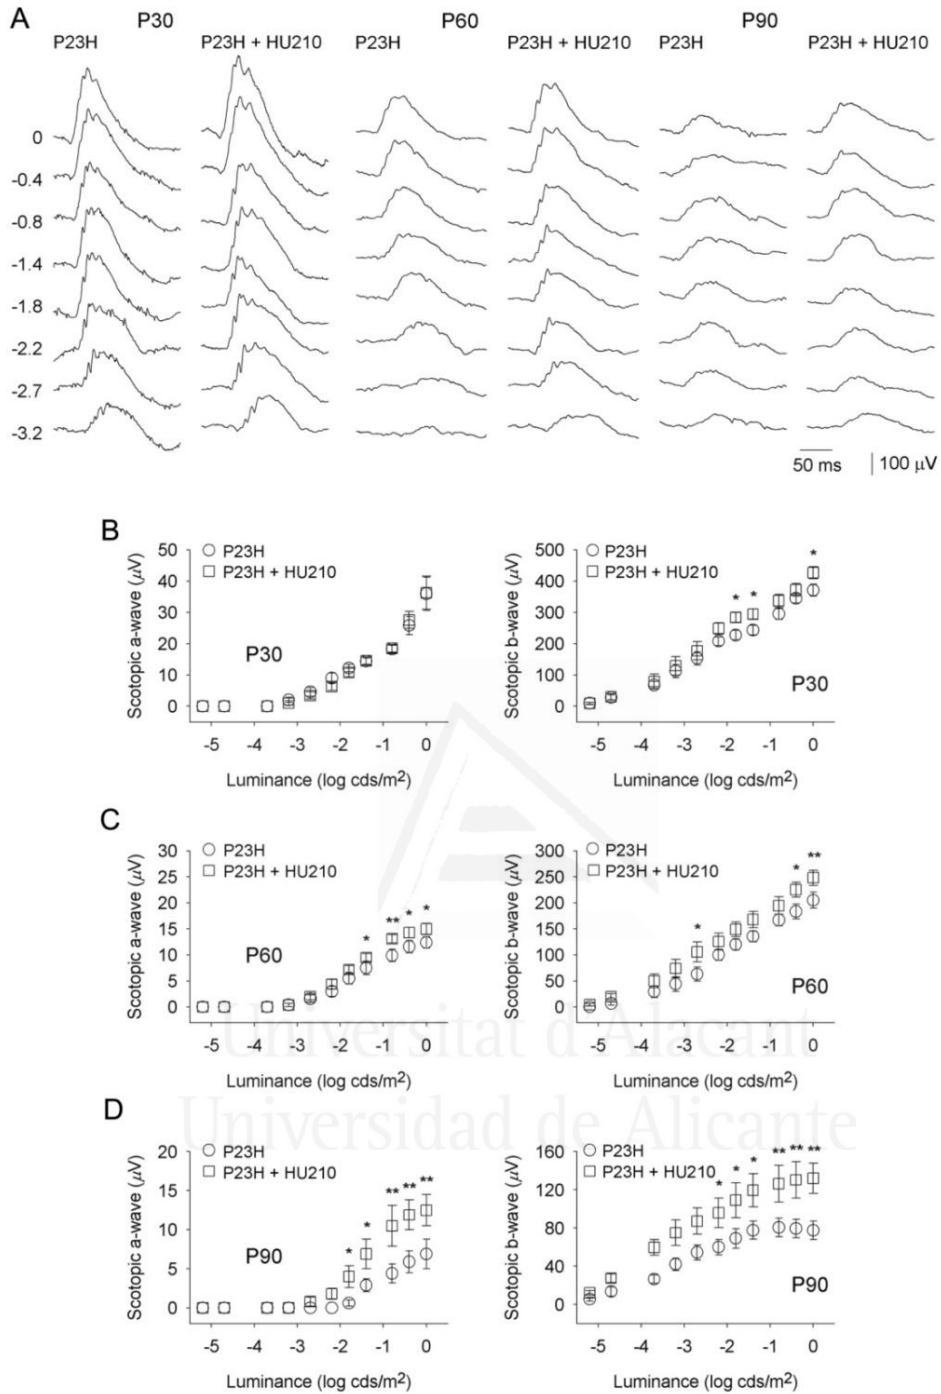 A
P30 P60 P90
P23H P23H + HU210 P23H P23H + HU210 P23H P23H + HU210
0
-0.4
-0.8
-1.4
-1.8
-2.2
-2.7
-3.2
50 ms 100 μV
B
Scotopic a-wave (μV)
50
40
30
20
10
0
P23H
P23H + HU210
P30
-5 -4 -3 -2 -1 0
Luminance (log cds/m²)
Scotopic b-wave (μV)
500
400
300
200
100
0
P23H
P23H + HU210
* * *
P30
-5 -4 -3 -2 -1 0
Luminance (log cds/m²)
C
Scotopic a-wave (μV)
30
25
20
15
10
5
0
P23H
P23H + HU210
* ** * *
P60
-5 -4 -3 -2 -1 0
Luminance (log cds/m²)
Scotopic b-wave (μV)
300
250
200
150
100
50
0
P23H
P23H + HU210
* * **
P60
-5 -4 -3 -2 -1 0
Luminance (log cds/m²)
Universitat d'Alacant
Universidad de Alicante
D
Scotopic a-wave (μV)
20
15
10
5
0
P23H
P23H + HU210
* * ** ** **
P90
-5 -4 -3 -2 -1 0
Luminance (log cds/m²)
Scotopic b-wave (μV)
160
120
80
40
0
P23H
P23H + HU210
* * * ** ** **
P90
-5 -4 -3 -2 -1 0
Luminance (log cds/m²)